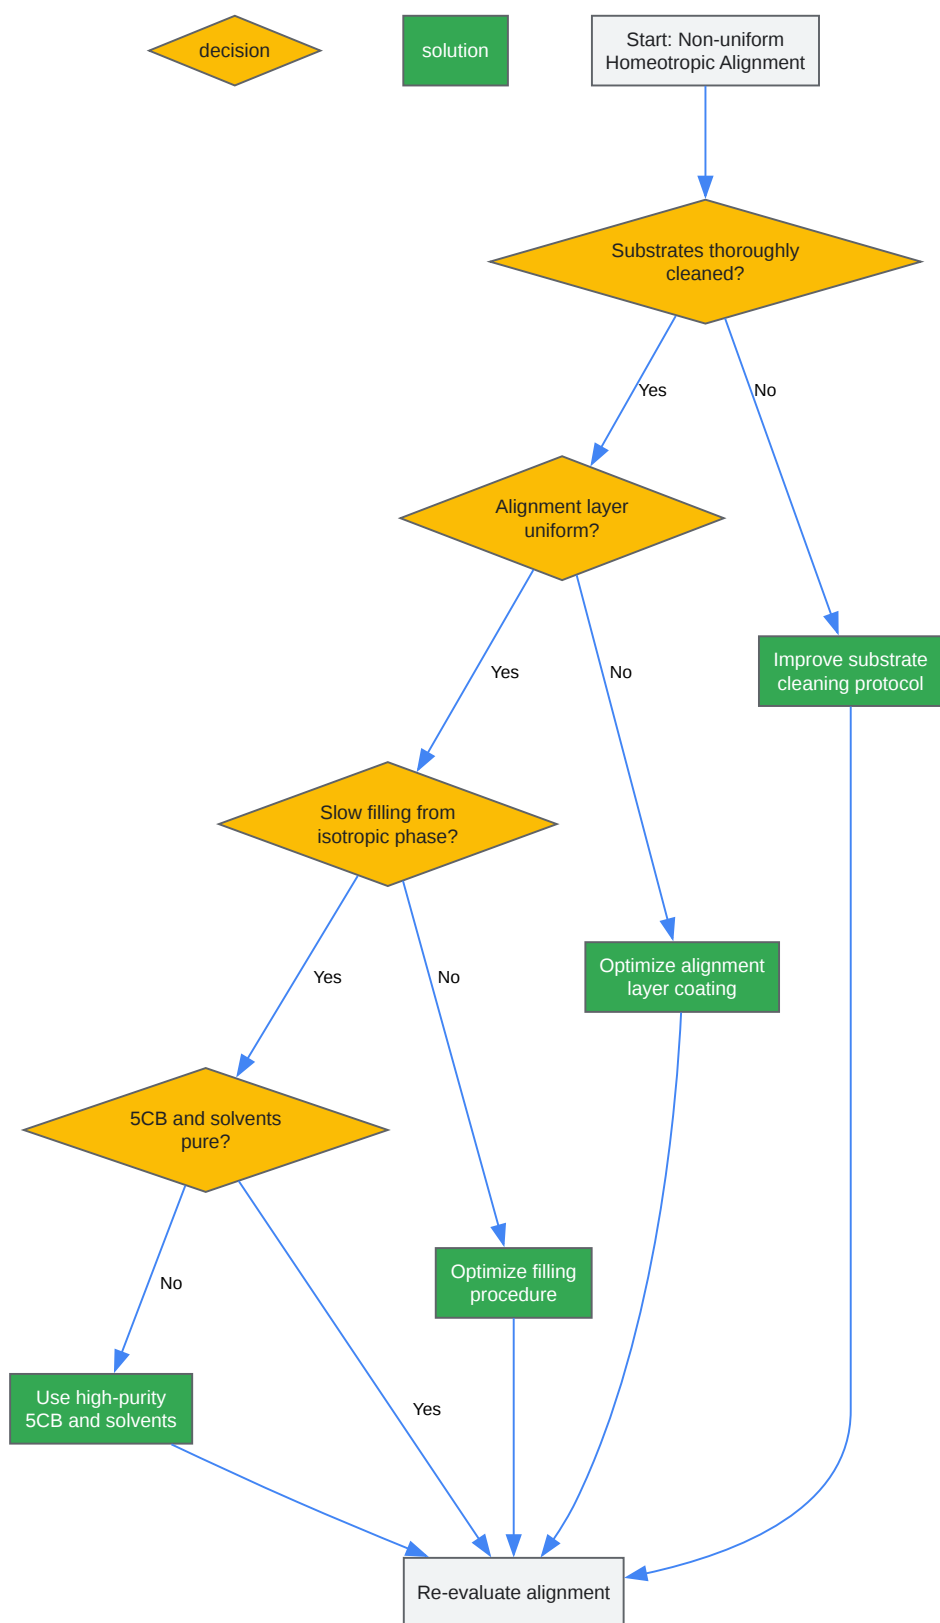 decision
solution
Start: Non-uniform
Homeotropic Alignment
Substrates thoroughly
cleaned?
Yes
No
Alignment layer
uniform?
Improve substrate
cleaning protocol
Yes
No
Slow filling from
isotropic phase?
Optimize alignment
layer coating
Yes
No
5CB and solvents
pure?
Optimize filling
procedure
No
Use high-purity
5CB and solvents
Yes
Re-evaluate alignment